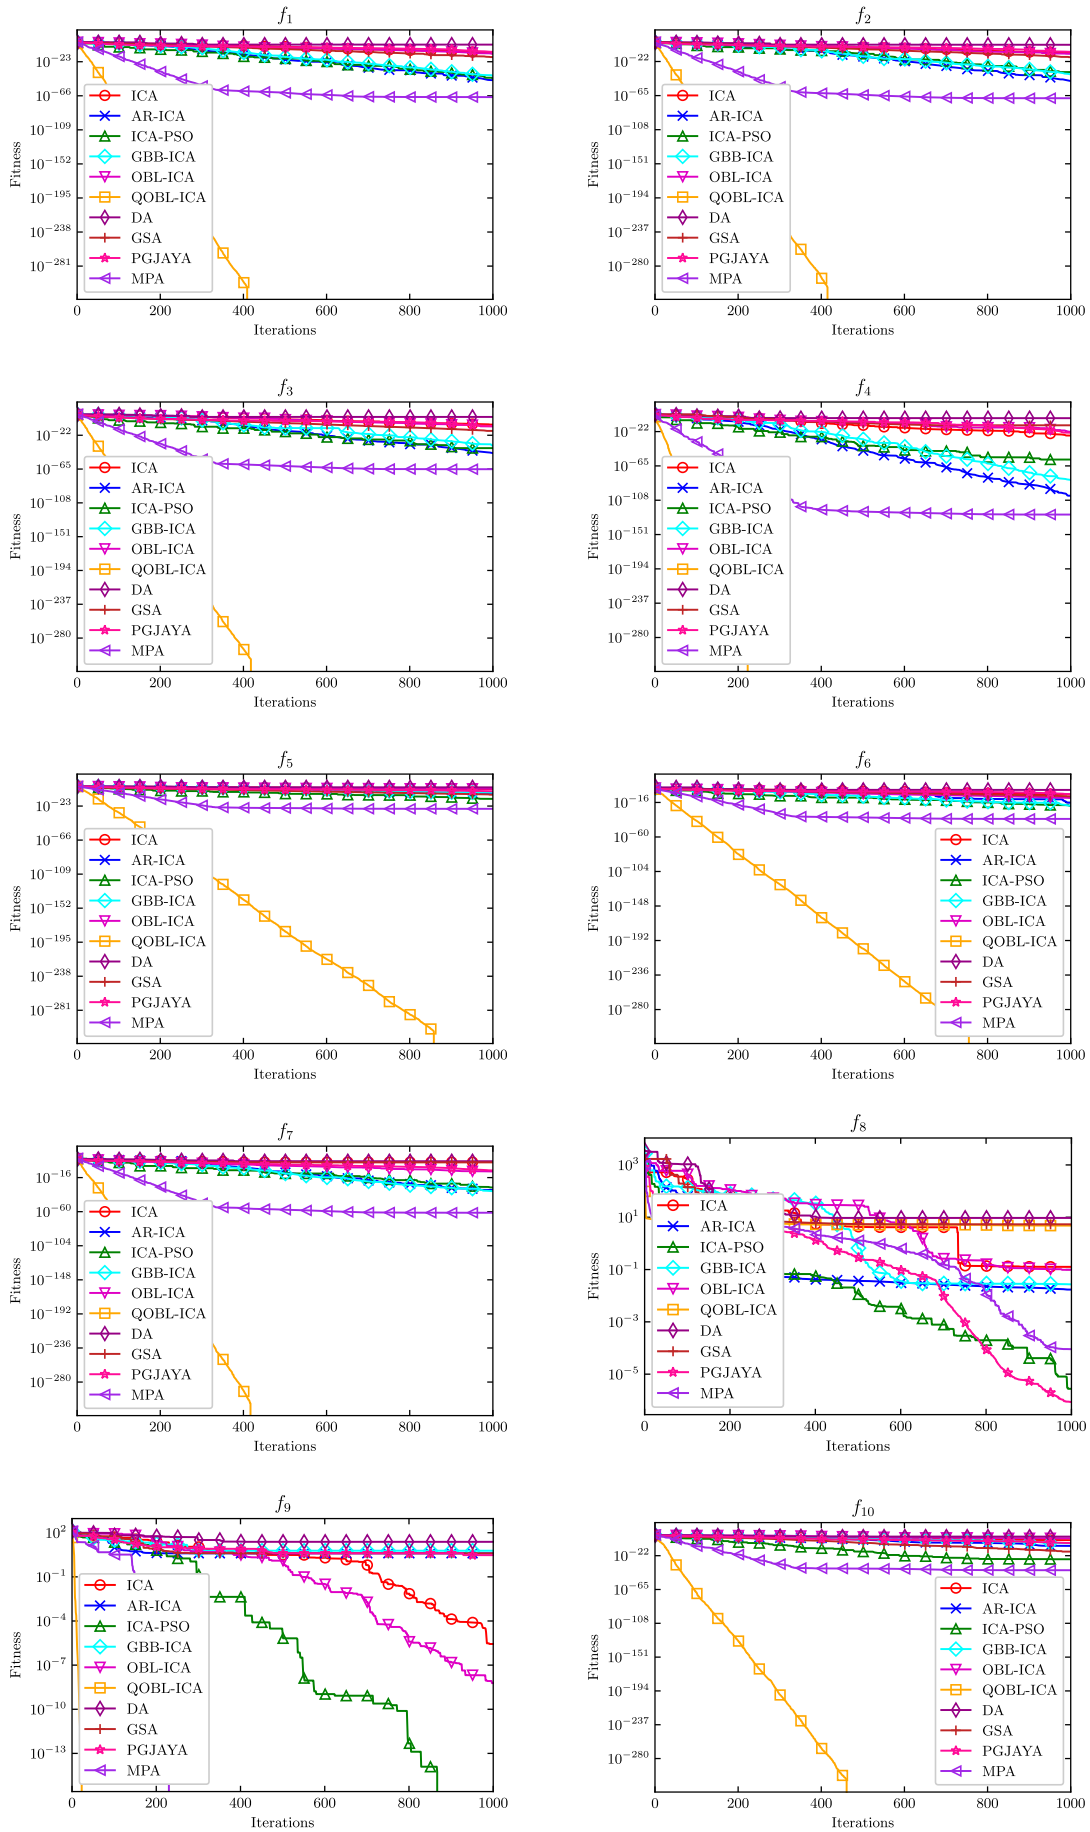 f₁
10⁻²³
10⁻⁶⁶
10⁻¹⁰⁹
10⁻¹⁵²
10⁻¹⁹⁵
10⁻²³⁸
10⁻²⁸¹
Fitness
ICA
AR-ICA
ICA-PSO
GBB-ICA
OBL-ICA
QOBL-ICA
DA
GSA
PGJAYA
MPA
0 200 400 600 800 1000
Iterations
f₂
10⁻²²
10⁻⁶⁵
10⁻¹⁰⁸
10⁻¹⁵¹
10⁻¹⁹⁴
10⁻²³⁷
10⁻²⁸⁰
Fitness
ICA
AR-ICA
ICA-PSO
GBB-ICA
OBL-ICA
QOBL-ICA
DA
GSA
PGJAYA
MPA
0 200 400 600 800 1000
Iterations
f₃
10⁻²²
10⁻⁶⁵
10⁻¹⁰⁸
10⁻¹⁵¹
10⁻¹⁹⁴
10⁻²³⁷
10⁻²⁸⁰
Fitness
ICA
AR-ICA
ICA-PSO
GBB-ICA
OBL-ICA
QOBL-ICA
DA
GSA
PGJAYA
MPA
0 200 400 600 800 1000
Iterations
f₄
10⁻²²
10⁻⁶⁵
10⁻¹⁰⁸
10⁻¹⁵¹
10⁻¹⁹⁴
10⁻²³⁷
10⁻²⁸⁰
Fitness
ICA
AR-ICA
ICA-PSO
GBB-ICA
OBL-ICA
QOBL-ICA
DA
GSA
PGJAYA
MPA
0 200 400 600 800 1000
Iterations
f₅
10⁻²³
10⁻⁶⁶
10⁻¹⁰⁹
10⁻¹⁵²
10⁻¹⁹⁵
10⁻²³⁸
10⁻²⁸¹
Fitness
ICA
AR-ICA
ICA-PSO
GBB-ICA
OBL-ICA
QOBL-ICA
DA
GSA
PGJAYA
MPA
0 200 400 600 800 1000
Iterations
f₆
10⁻¹⁶
10⁻⁶⁰
10⁻¹⁰⁴
10⁻¹⁴⁸
10⁻¹⁹²
10⁻²³⁶
10⁻²⁸⁰
Fitness
ICA
AR-ICA
ICA-PSO
GBB-ICA
OBL-ICA
QOBL-ICA
DA
GSA
PGJAYA
MPA
0 200 400 600 800 1000
Iterations
f₇
10⁻¹⁶
10⁻⁶⁰
10⁻¹⁰⁴
10⁻¹⁴⁸
10⁻¹⁹²
10⁻²³⁶
10⁻²⁸⁰
Fitness
ICA
AR-ICA
ICA-PSO
GBB-ICA
OBL-ICA
QOBL-ICA
DA
GSA
PGJAYA
MPA
0 200 400 600 800 1000
Iterations
f₈
10³
10¹
10⁻¹
10⁻³
10⁻⁵
Fitness
ICA
AR-ICA
ICA-PSO
GBB-ICA
OBL-ICA
QOBL-ICA
DA
GSA
PGJAYA
MPA
0 200 400 600 800 1000
Iterations
f₉
10²
10⁻¹
10⁻⁴
10⁻⁷
10⁻¹⁰
10⁻¹³
Fitness
ICA
AR-ICA
ICA-PSO
GBB-ICA
OBL-ICA
QOBL-ICA
DA
GSA
PGJAYA
MPA
0 200 400 600 800 1000
Iterations
f₁₀
10⁻²²
10⁻⁶⁵
10⁻¹⁰⁸
10⁻¹⁵¹
10⁻¹⁹⁴
10⁻²³⁷
10⁻²⁸⁰
Fitness
ICA
AR-ICA
ICA-PSO
GBB-ICA
OBL-ICA
QOBL-ICA
DA
GSA
PGJAYA
MPA
0 200 400 600 800 1000
Iterations